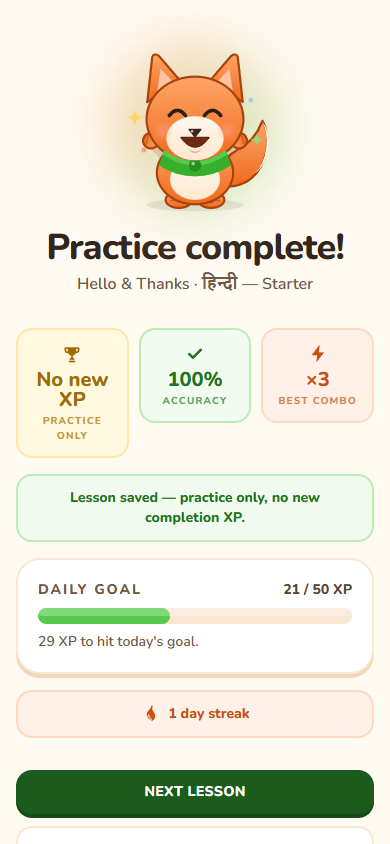 Practice complete!
Hello & Thanks · हिन्दी — Starter
No new
XP
PRACTICE
ONLY
100%
ACCURACY
×3
BEST COMBO
Lesson saved — practice only, no new
completion XP.
DAILY GOAL
21 / 50 XP
29 XP to hit today's goal.
1 day streak
NEXT LESSON